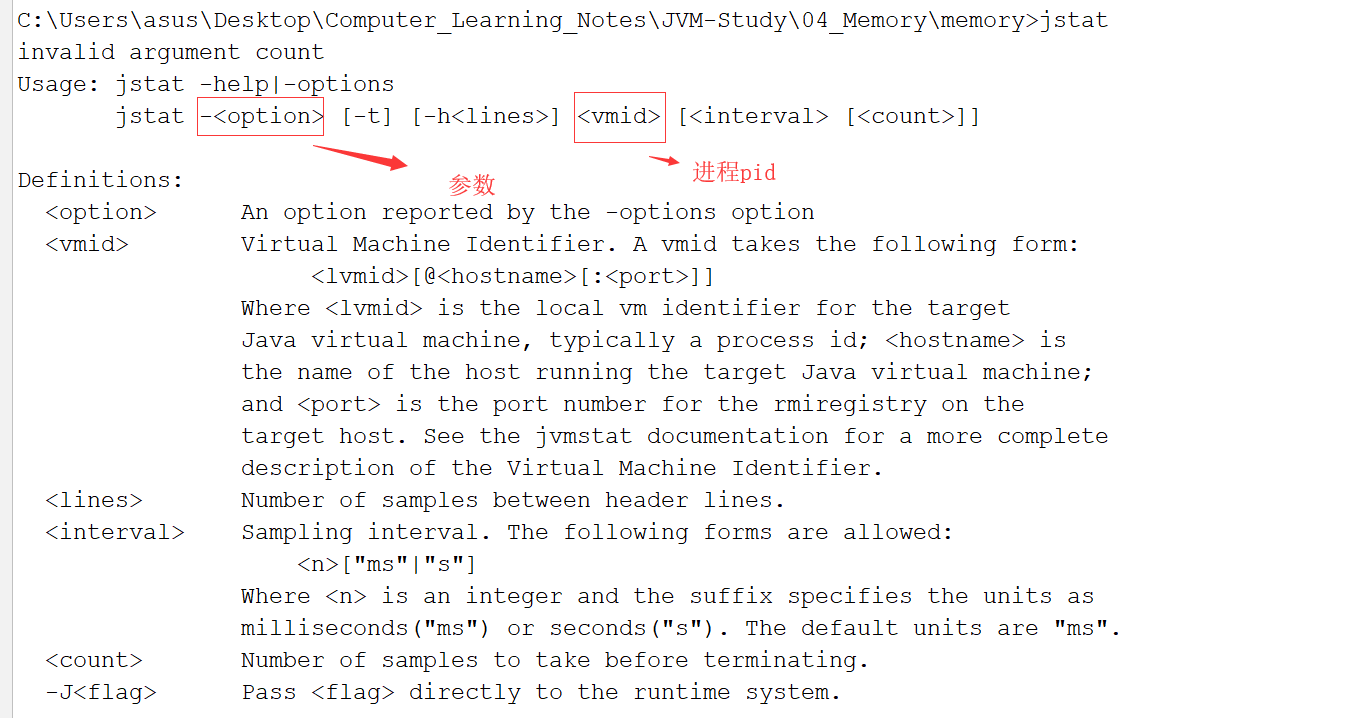 C:\Users\asus\Desktop\Computer_Learning_Notes\JVM-Study\04_Memory\memory>jstat
invalid argument count
Usage: jstat -help|-options
jstat -<option> [-t] [-h<lines>] <vmid> [<interval> [<count>]]
进程pid
Definitions:
参数
<option> An option reported by the -options option
<vmid> Virtual Machine Identifier. A vmid takes the following form:
<lvmid>[@<hostname>[:<port>]]
Where <lvmid> is the local vm identifier for the target
Java virtual machine, typically a process id; <hostname> is
the name of the host running the target Java virtual machine;
and <port> is the port number for the rmiregistry on the
target host. See the jvmstat documentation for a more complete
description of the Virtual Machine Identifier.
<lines> Number of samples between header lines.
<interval> Sampling interval. The following forms are allowed:
<n>["ms"|"s"]
Where <n> is an integer and the suffix specifies the units as
milliseconds("ms") or seconds("s"). The default units are "ms".
<count> Number of samples to take before terminating.
-J<flag> Pass <flag> directly to the runtime system.